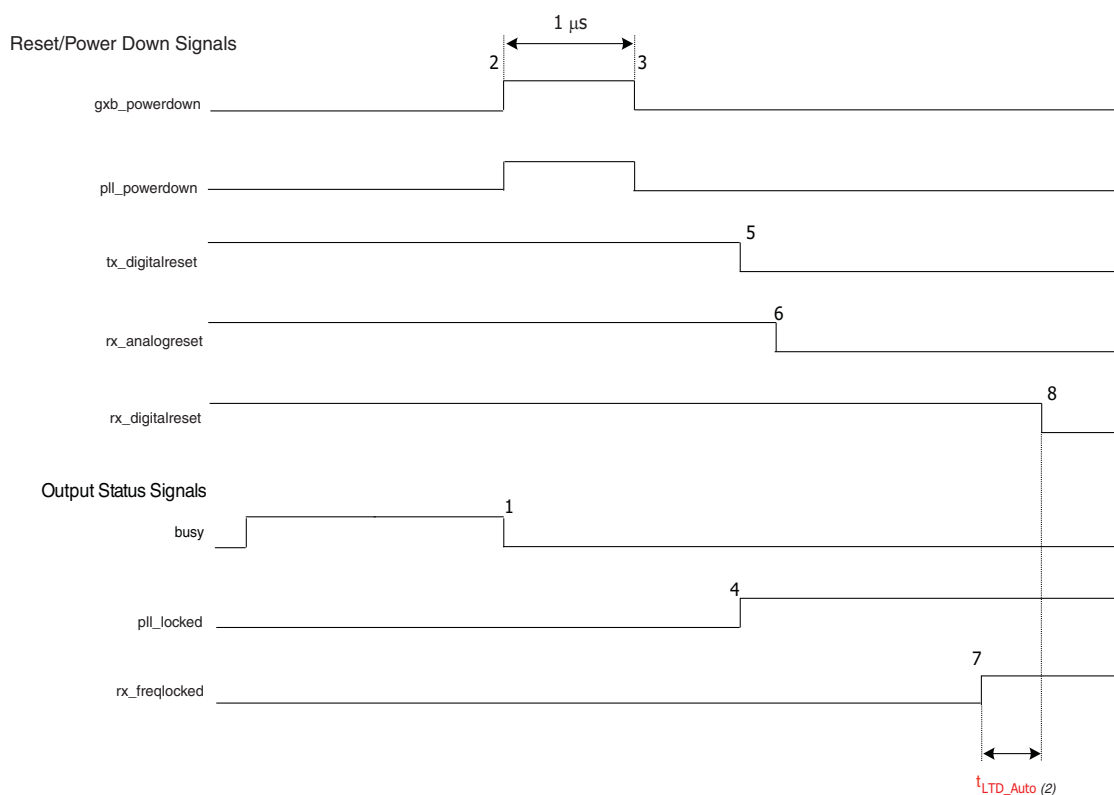 1 μs
Reset/Power Down Signals
2
3
gxb_powerdown
pll_powerdown
5
tx_digitalreset
6
rx_analogreset
8
rx_digitalreset
Output Status Signals
1
busy
4
pll_locked
7
rx_freqlocked
tLTD_Auto (2)